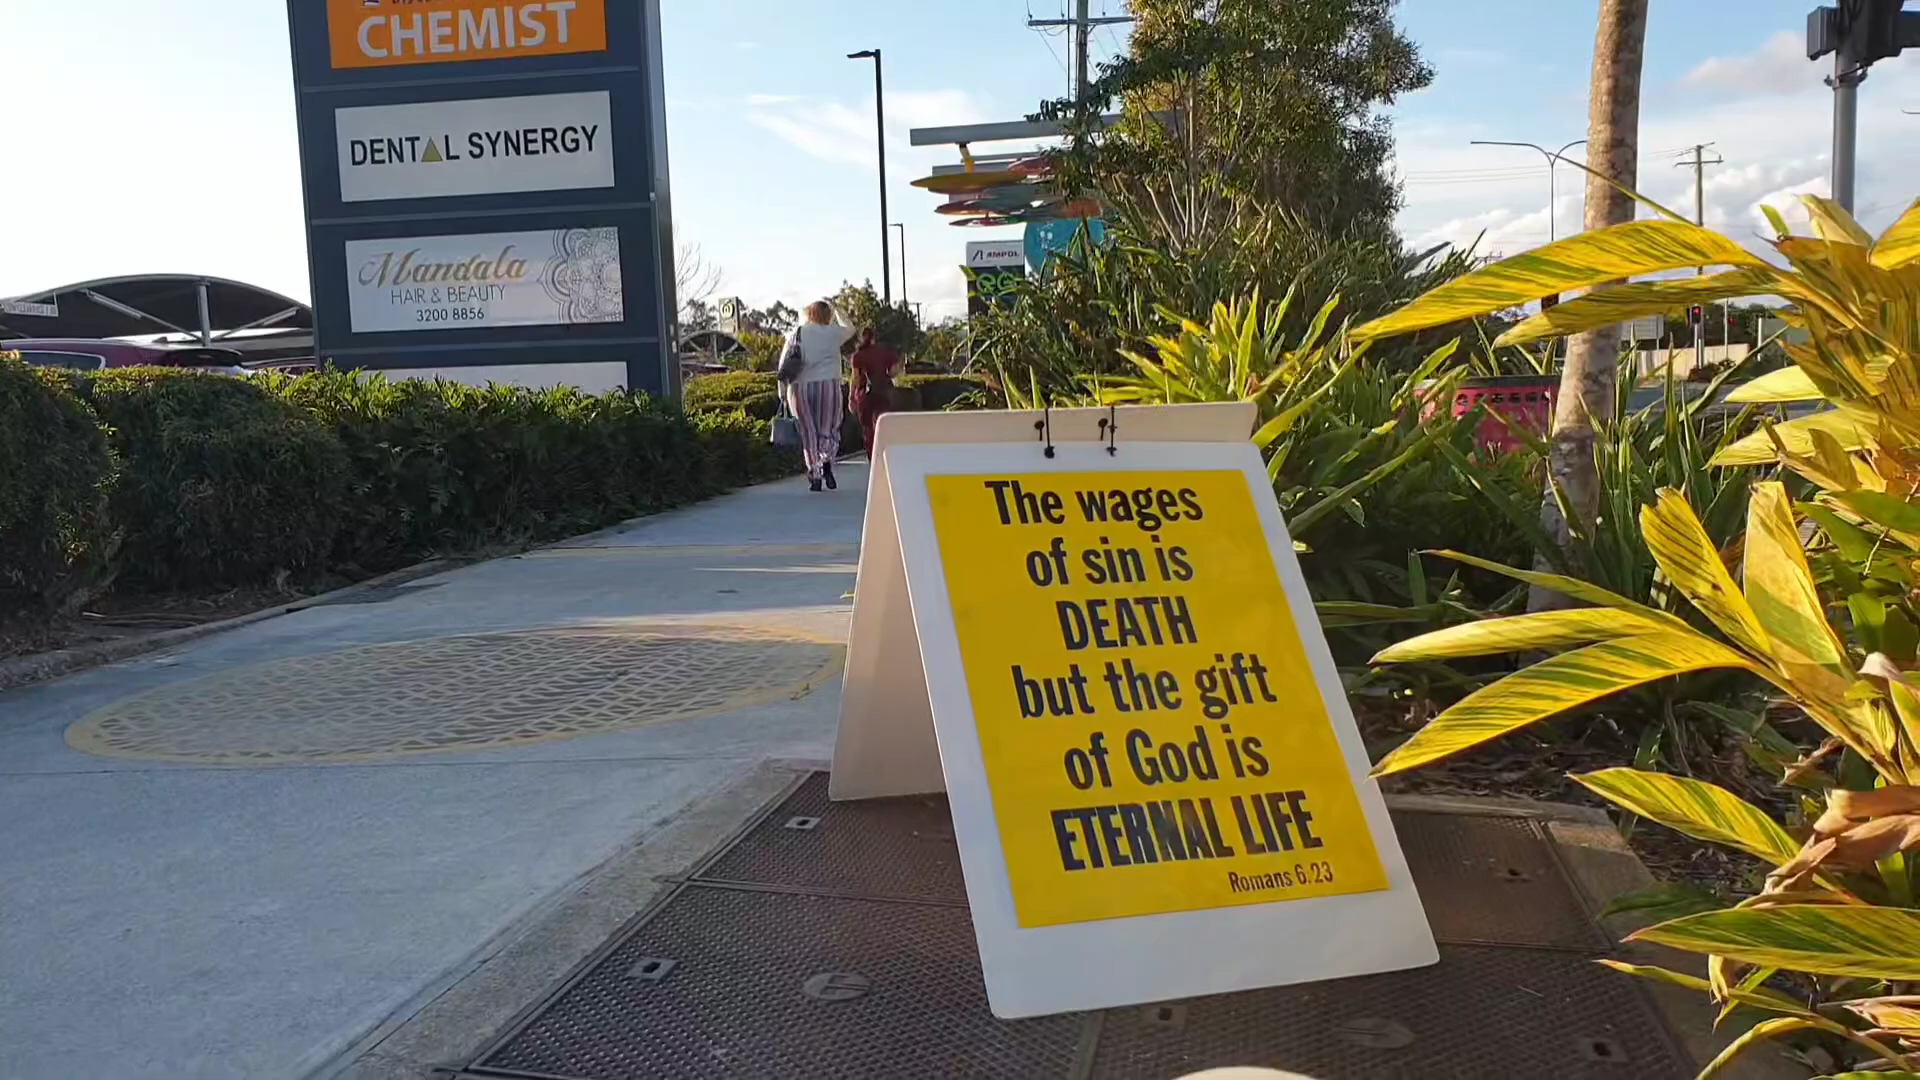 CHEMIST
DENTAL SYNERGY
Mandala
HAIR & BEAUTY
3200 8856
AMPOL
The wages
of sin is
DEATH
but the gift
of God is
ETERNAL LIFE
Romans 6.23